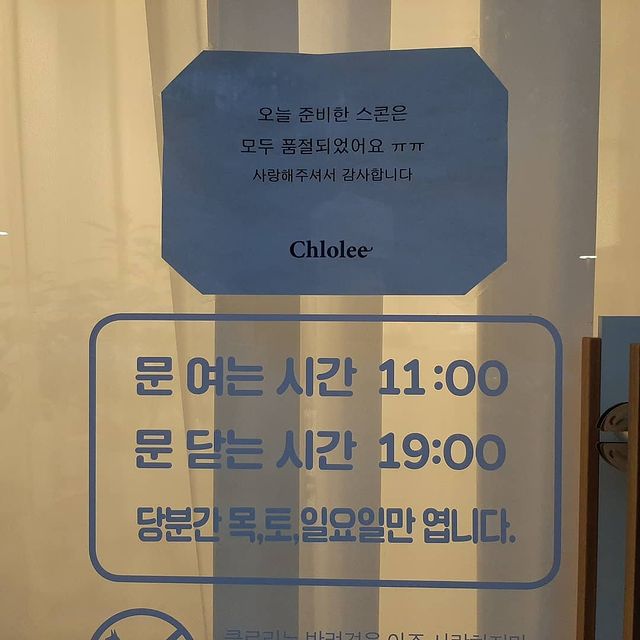 오늘 준비한 스콘은
모두 품절되었어요 ㅠㅠ
사랑해주셔서 감사합니다
Chlolee
문 여는 시간 11:00
문 닫는 시간 19:00
당분간 목,토,일요일만 엽니다.